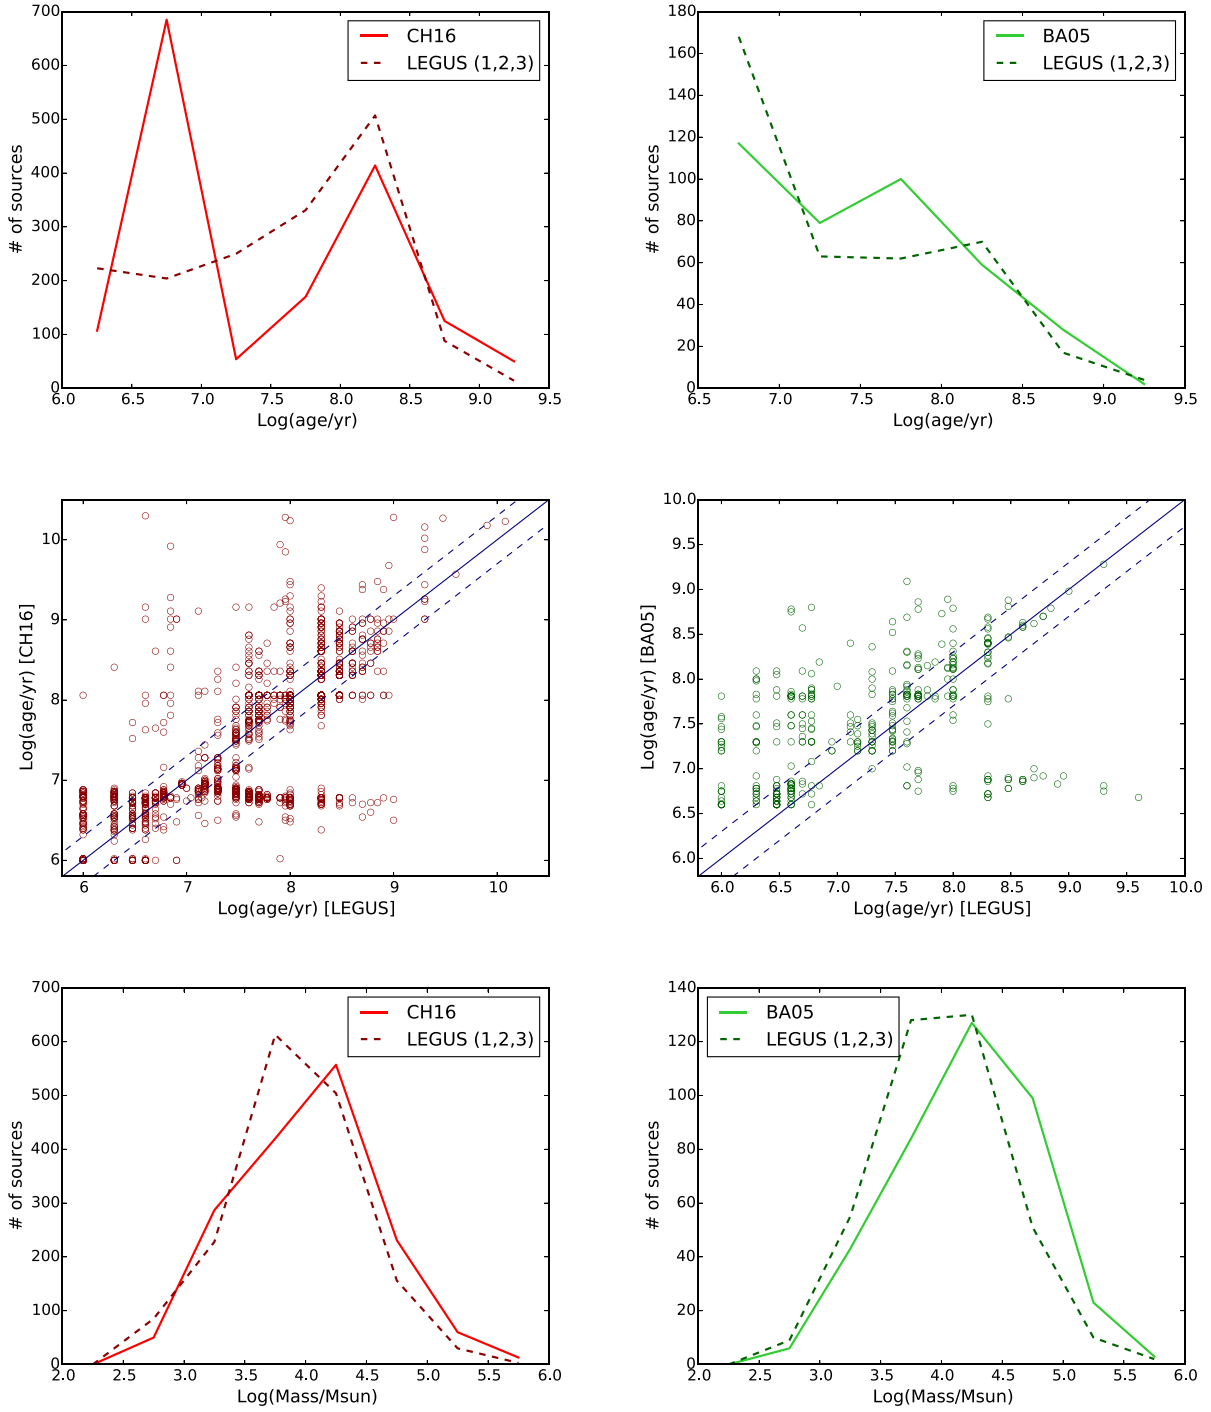 700
600
500
400
300
200
100
0
6.0 6.5 7.0 7.5 8.0 8.5 9.0 9.5
Log(age/yr)
# of sources
CH16
LEGUS (1,2,3)
180
160
140
120
100
80
60
40
20
0
6.5 7.0 7.5 8.0 8.5 9.0 9.5
Log(age/yr)
# of sources
BA05
LEGUS (1,2,3)
10
9
8
7
6
6 7 8 9 10
Log(age/yr) [LEGUS]
Log(age/yr) [CH16]
10.0
9.5
9.0
8.5
8.0
7.5
7.0
6.5
6.0
6.0 6.5 7.0 7.5 8.0 8.5 9.0 9.5 10.0
Log(age/yr) [LEGUS]
Log(age/yr) [BA05]
700
600
500
400
300
200
100
0
2.0 2.5 3.0 3.5 4.0 4.5 5.0 5.5 6.0
Log(Mass/Msun)
# of sources
CH16
LEGUS (1,2,3)
140
120
100
80
60
40
20
0
2.0 2.5 3.0 3.5 4.0 4.5 5.0 5.5 6.0
Log(Mass/Msun)
# of sources
BA05
LEGUS (1,2,3)